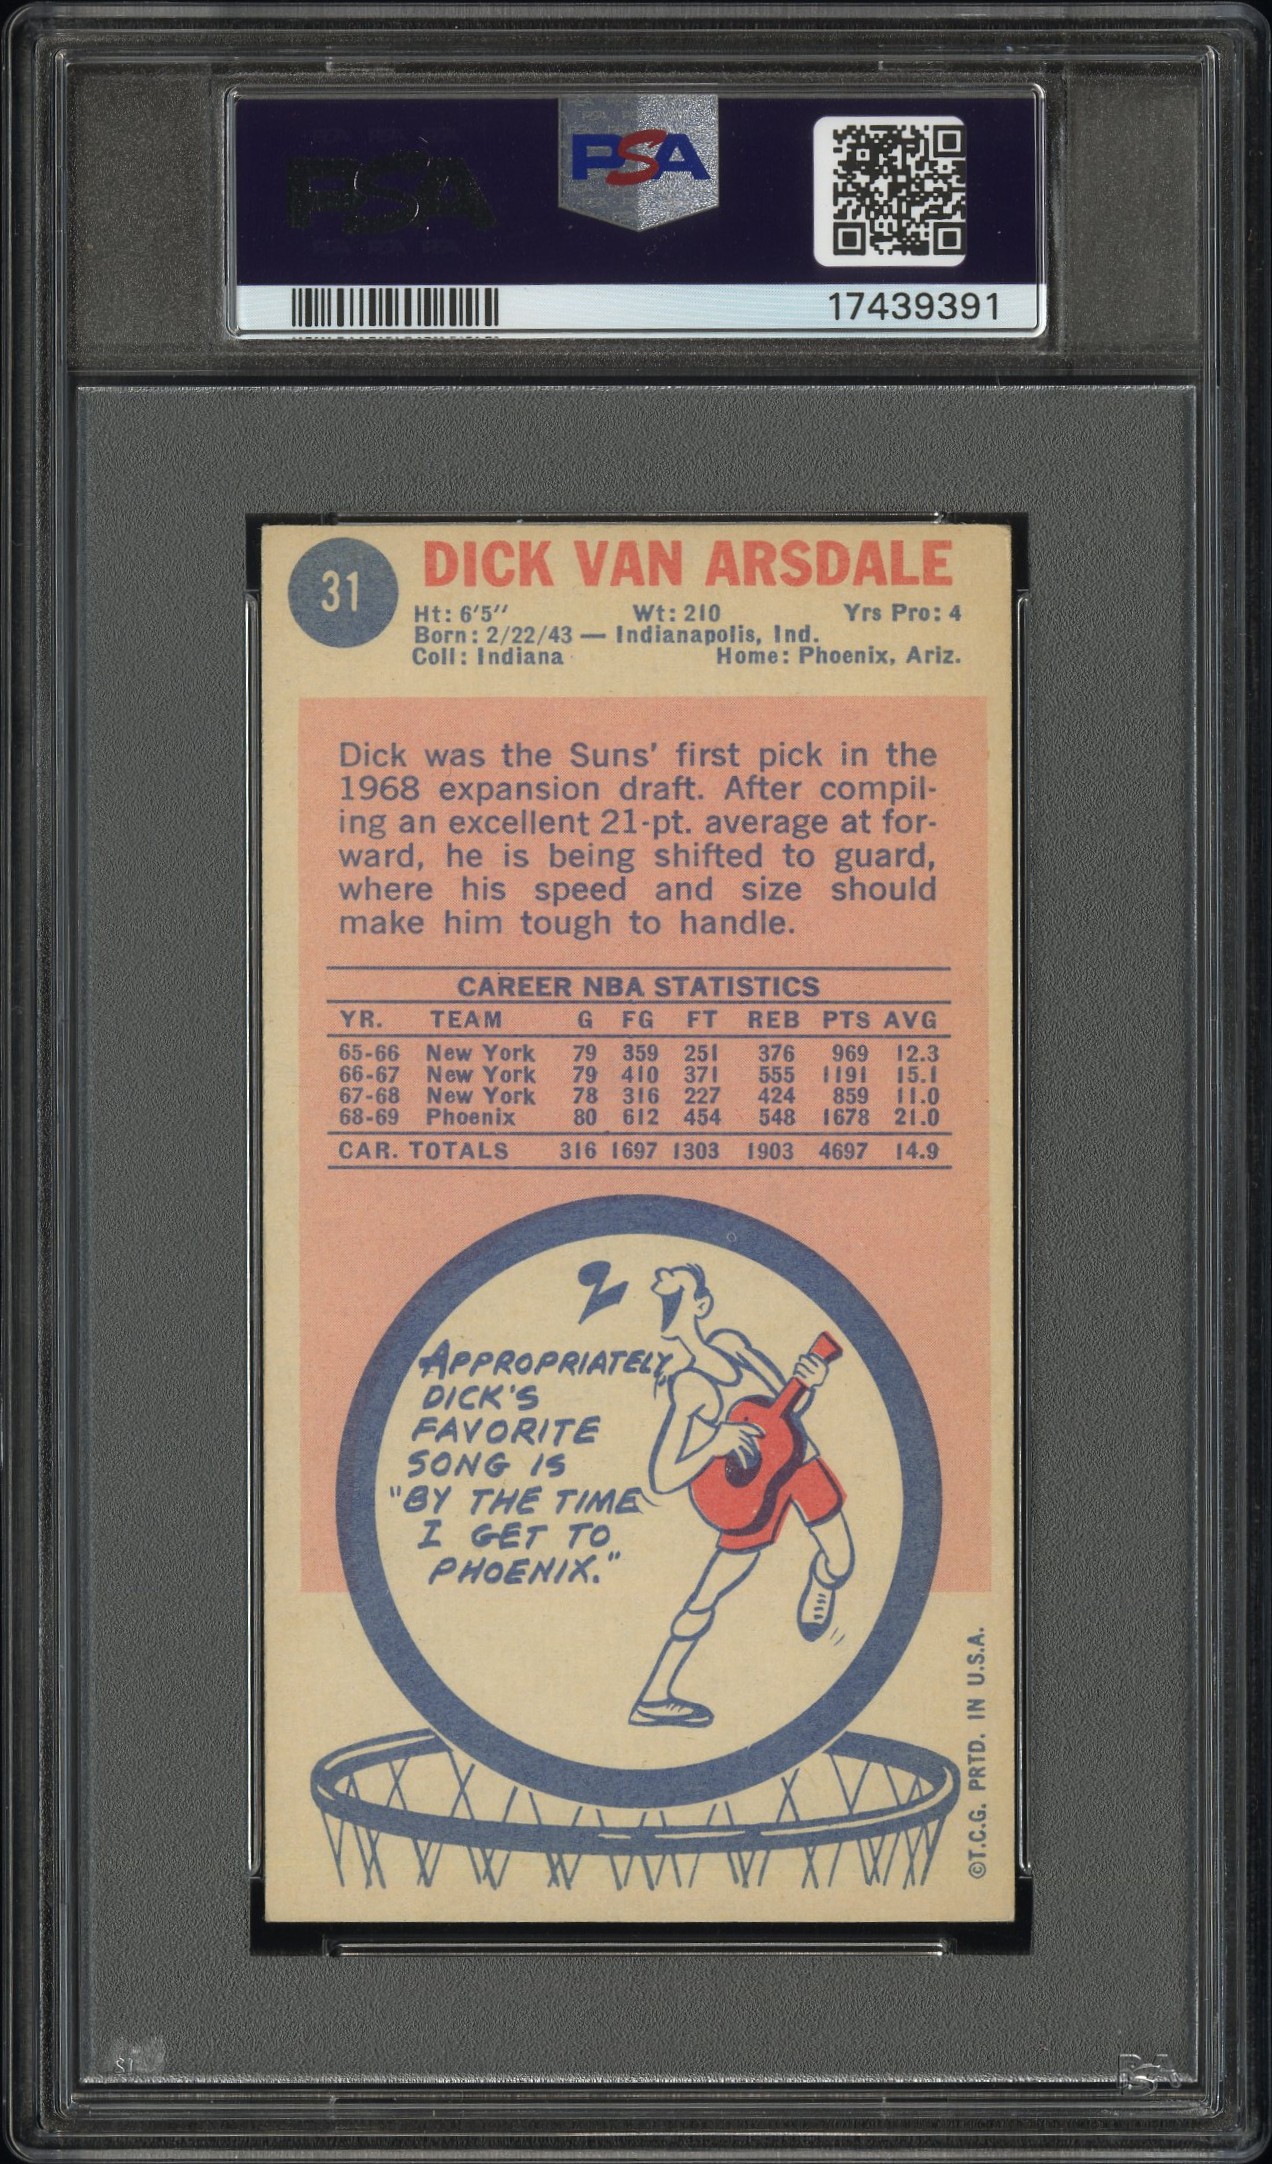 PSA
PSA
17439391
31
DICK VAN ARSDALE
Ht: 6'5" Wt: 210 Yrs Pro: 4
Born: 2/22/43 — Indianapolis, Ind.
Coll: Indiana Home: Phoenix, Ariz.
Dick was the Suns' first pick in the
1968 expansion draft. After compil-
ing an excellent 21-pt. average at for-
ward, he is being shifted to guard,
where his speed and size should
make him tough to handle.
CAREER NBA STATISTICS
YR. TEAM G FG FT REB PTS AVG
65-66 New York 79 359 251 376 969 12.3
66-67 New York 79 410 371 555 1191 15.1
67-68 New York 78 316 227 424 859 11.0
68-69 Phoenix 80 612 454 548 1678 21.0
CAR. TOTALS 316 1697 1303 1903 4697 14.9
APPROPRIATELY,
DICK'S
FAVORITE
SONG IS
"BY THE TIME
I GET TO
PHOENIX."
©T.C.G. PRTD. IN U.S.A.
PSA